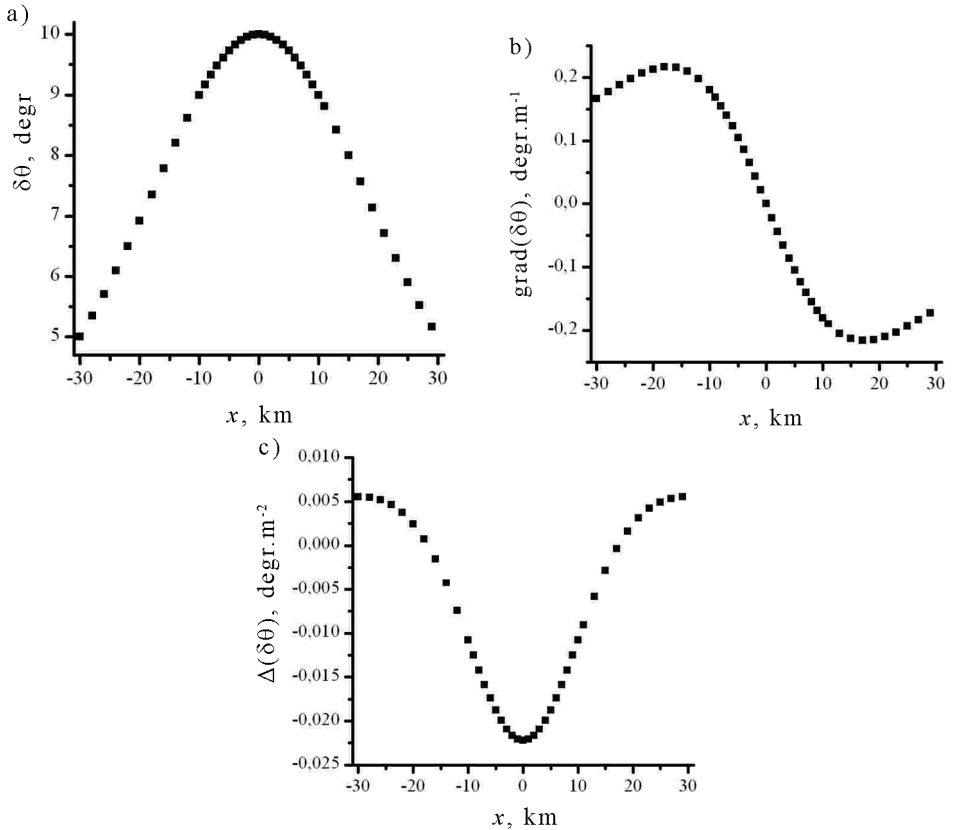 a)
δθ, degr
10
9
8
7
6
5
-30 -20 -10 0 10 20 30
x, km
b)
grad(δθ), degr.m-1
0,2
0,1
0,0
-0,1
-0,2
-30 -20 -10 0 10 20 30
x, km
c)
Δ(δθ), degr.m-2
0,010
0,005
0,000
-0,005
-0,010
-0,015
-0,020
-0,025
-30 -20 -10 0 10 20 30
x, km